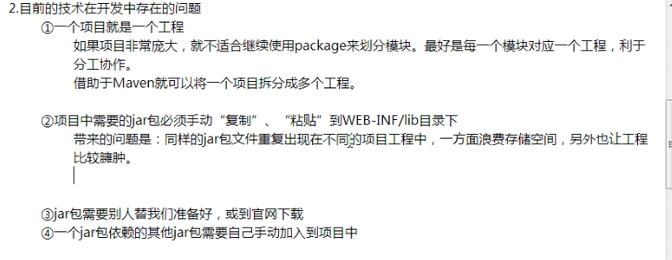 2.目前的技术在开发中存在的问题
①一个项目就是一个工程
如果项目非常庞大，就不适合继续使用package来划分模块。最好是每一个模块对应一个工程，利于
分工协作。
借助于Maven就可以将一个项目拆分成多个工程。
②项目中需要的jar包必须手动“复制”、“粘贴”到WEB-INF/lib目录下
带来的问题是：同样的jar包文件重复出现在不同的项目工程中，一方面浪费存储空间，另外也让工程
比较臃肿。
③jar包需要别人替我们准备好，或到官网下载
④一个jar包依赖的其他jar包需要自己手动加入到项目中